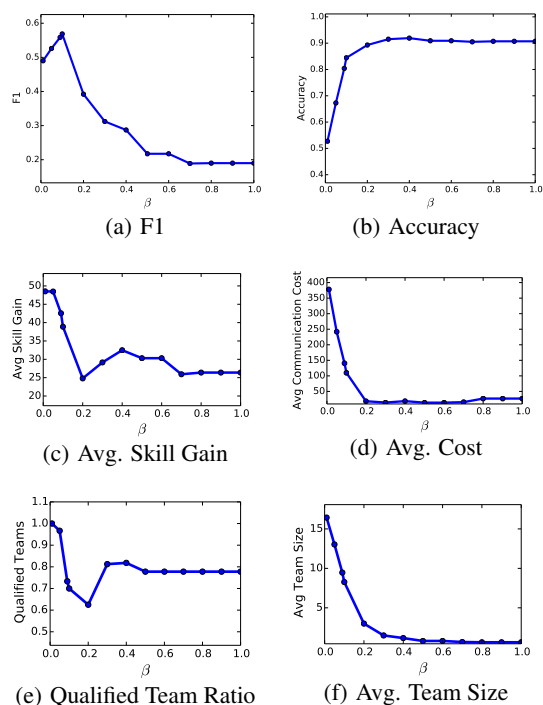 0.6
0.5
0.4
0.3
0.2
F1
0.0 0.2 0.4 0.6 0.8 1.0
β
(a) F1
1.0
0.9
0.8
0.7
0.6
0.5
0.4
Accuracy
0.0 0.2 0.4 0.6 0.8 1.0
β
(b) Accuracy
50
45
40
35
30
25
20
Avg Skill Gain
0.0 0.2 0.4 0.6 0.8 1.0
β
(c) Avg. Skill Gain
400
350
300
250
200
150
100
50
Avg Communication Cost
0.0 0.2 0.4 0.6 0.8 1.0
β
(d) Avg. Cost
1.1
1.0
0.9
0.8
0.7
0.6
0.5
Qualified Teams
0.0 0.2 0.4 0.6 0.8 1.0
β
(e) Qualified Team Ratio
15
10
5
Avg Team Size
0.0 0.2 0.4 0.6 0.8 1.0
β
(f) Avg. Team Size